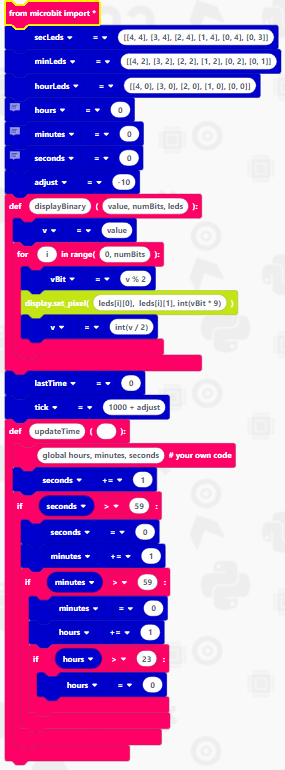 from microbit import *
secLeds = [[4, 4], [3, 4], [2, 4], [1, 4], [0, 4], [0, 3]]
minLeds = [[4, 2], [3, 2], [2, 2], [1, 2], [0, 2], [0, 1]]
hourLeds = [[4, 0], [3, 0], [2, 0], [1, 0], [0, 0]]
hours = 0
minutes = 0
seconds = 0
adjust = -10
def displayBinary ( value, numBits, leds ):
v = value
for i in range( 0, numBits ):
vBit = v % 2
display.set_pixel( leds[i][0], leds[i][1], int(vBit * 9) )
v = int(v / 2)
lastTime = 0
tick = 1000 + adjust
def updateTime ( ):
global hours, minutes, seconds # your own code
seconds += 1
if seconds > 59 :
seconds = 0
minutes += 1
if minutes > 59 :
minutes = 0
hours += 1
if hours > 23 :
hours = 0